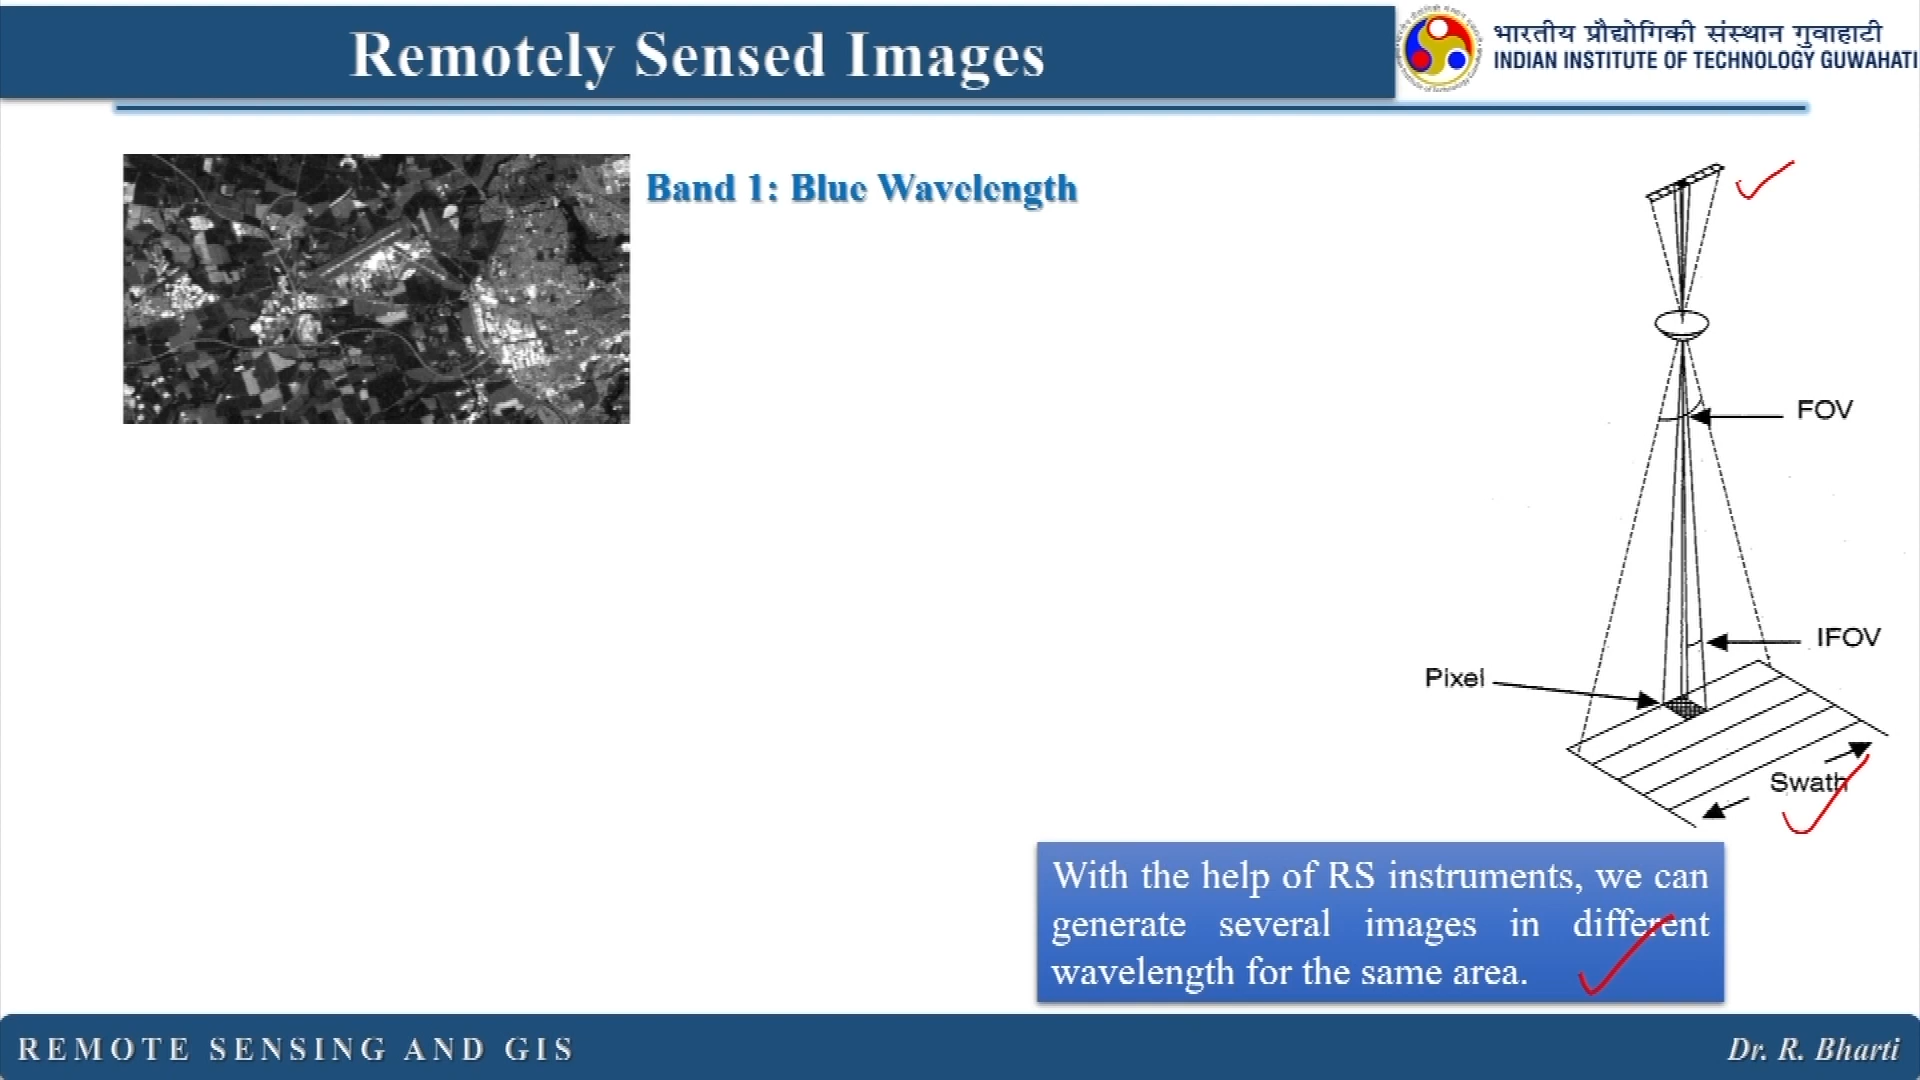 Remotely Sensed Images
भारतीय प्रौद्योगिकी संस्थान गुवाहाटी
INDIAN INSTITUTE OF TECHNOLOGY GUWAHATI
Band 1: Blue Wavelength
FOV
IFOV
Pixel
Swath
With the help of RS instruments, we can
generate several images in different
wavelength for the same area.
REMOTE SENSING AND GIS
Dr. R. Bharti